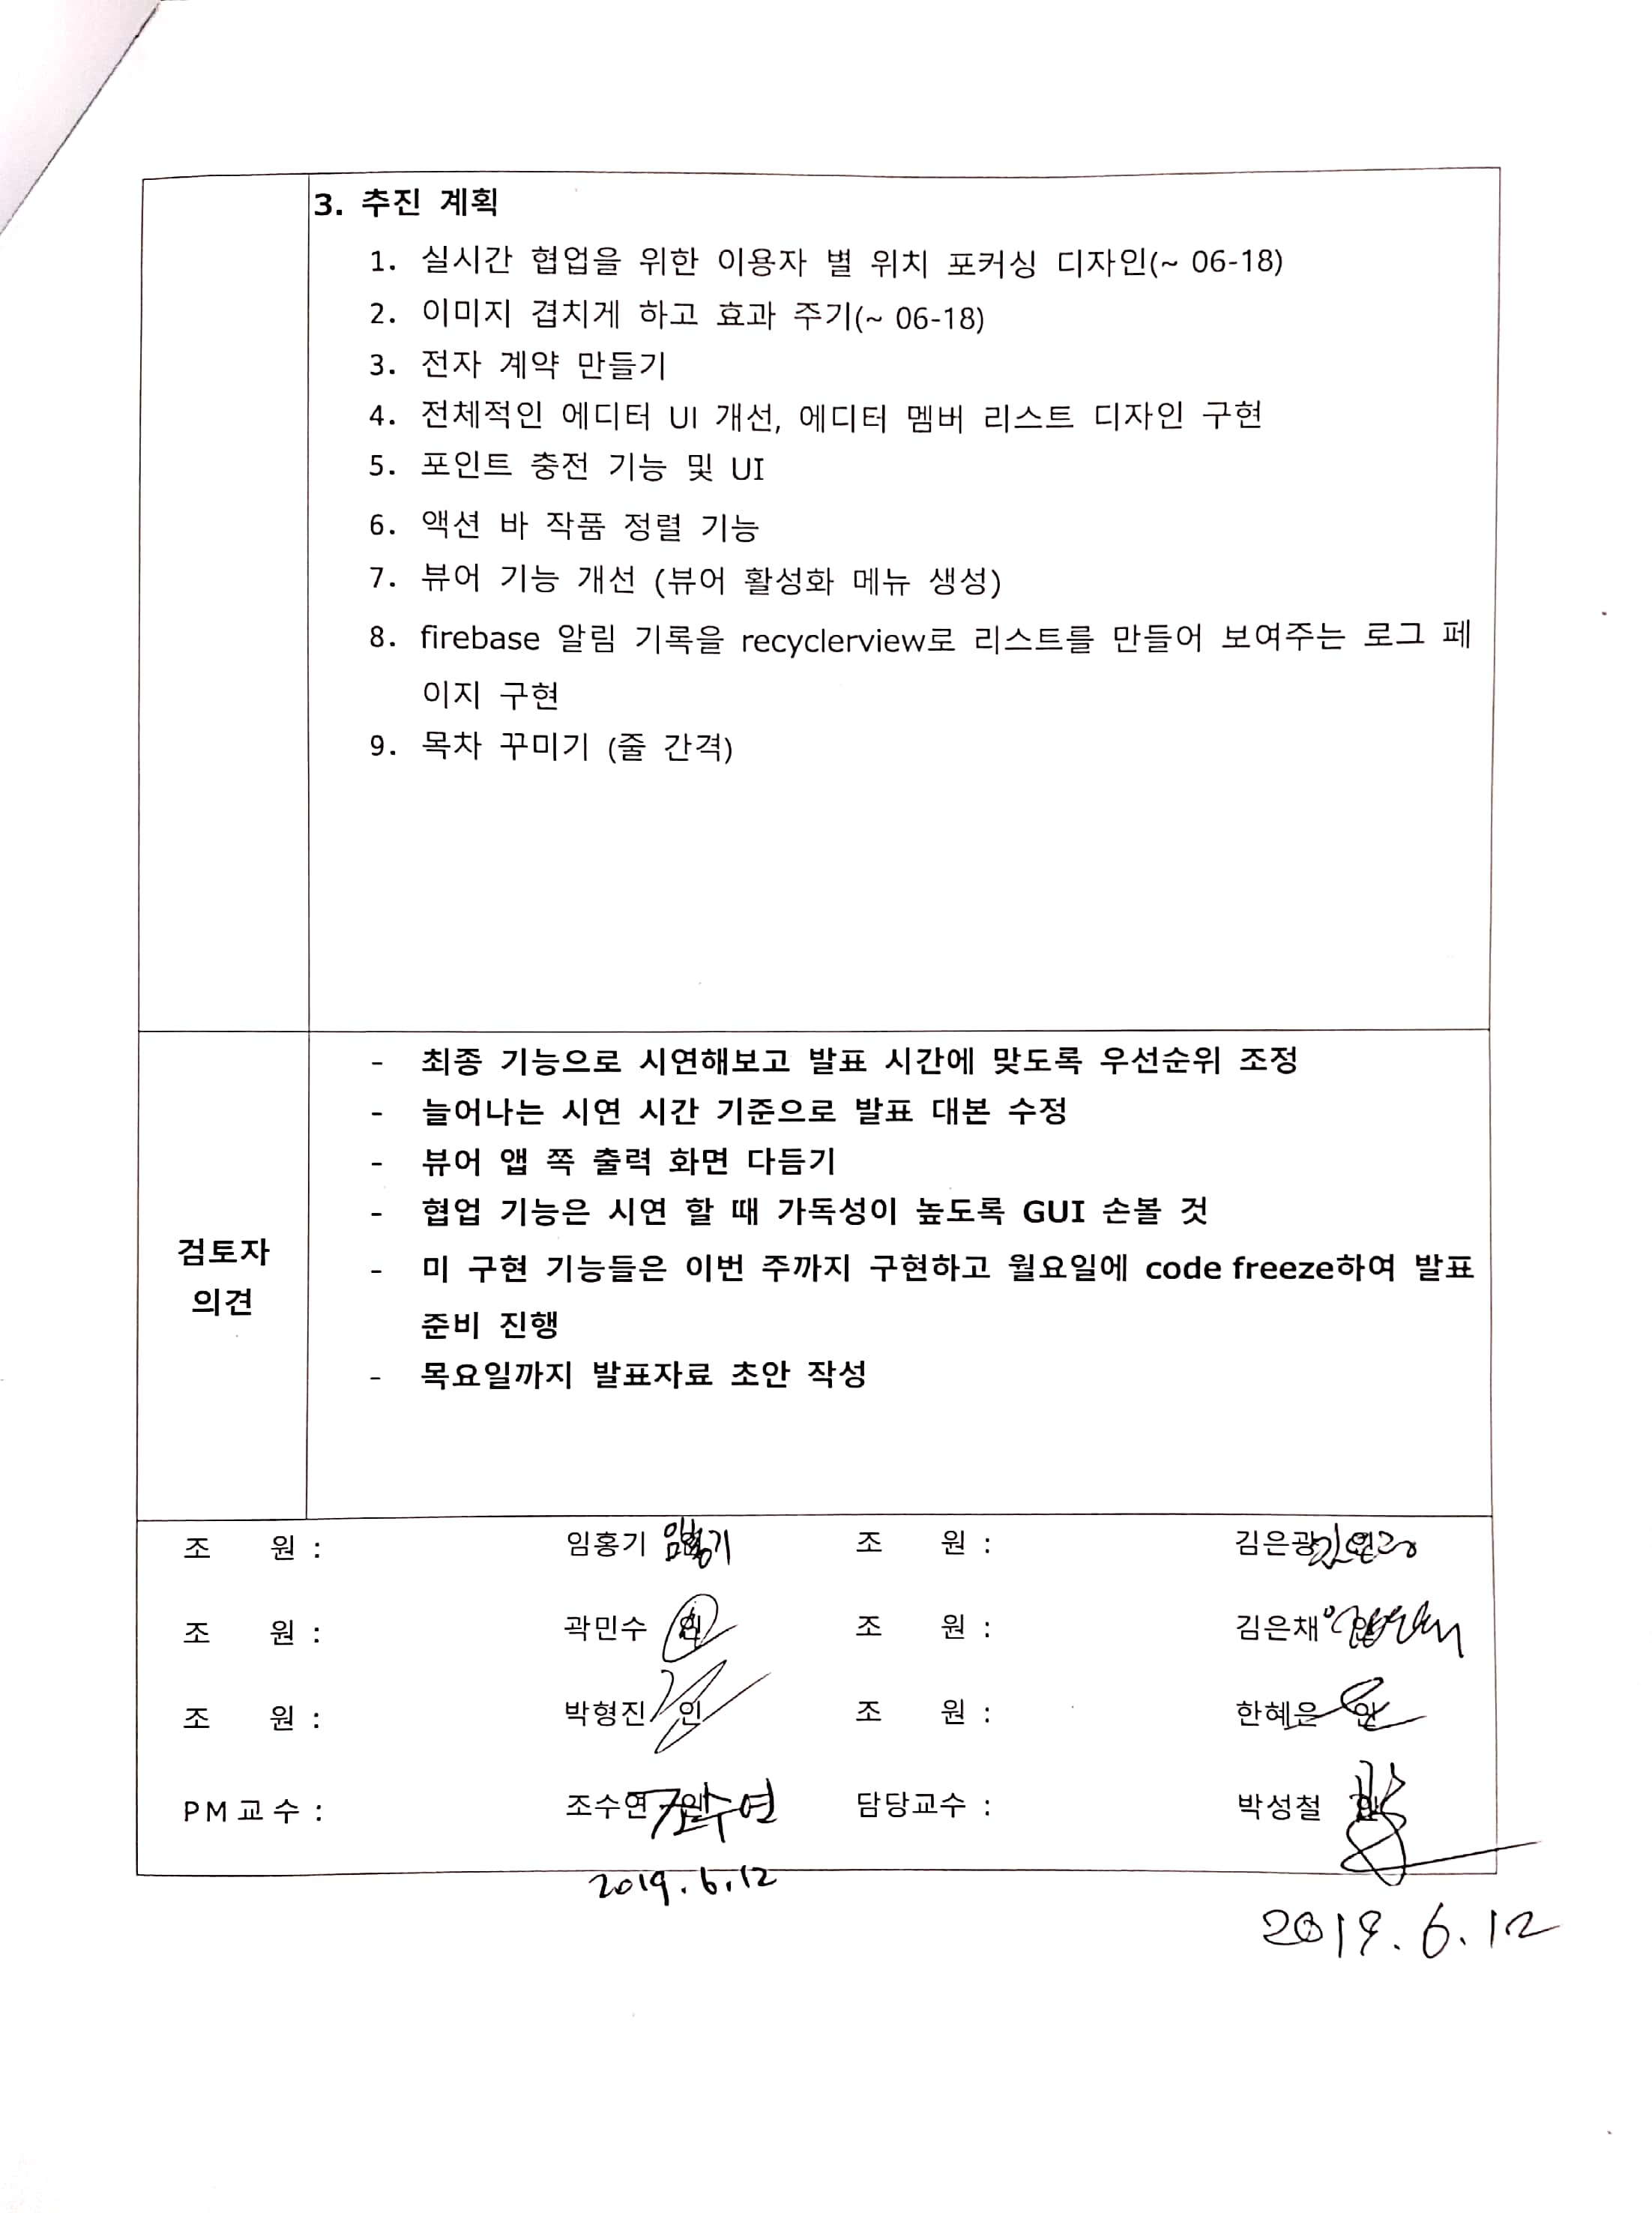 3. 추진 계획
1. 실시간 협업을 위한 이용자 별 위치 포커싱 디자인(~ 06-18)
2. 이미지 겹치게 하고 효과 주기(~ 06-18)
3. 전자 계약 만들기
4. 전체적인 에디터 UI 개선, 에디터 멤버 리스트 디자인 구현
5. 포인트 충전 기능 및 UI
6. 액션 바 작품 정렬 기능
7. 뷰어 기능 개선 (뷰어 활성화 메뉴 생성)
8. firebase 알림 기록을 recyclerview로 리스트를 만들어 보여주는 로그 페
이지 구현
9. 목차 꾸미기 (줄 간격)
검토자
의견
- 최종 기능으로 시연해보고 발표 시간에 맞도록 우선순위 조정
- 늘어나는 시연 시간 기준으로 발표 대본 수정
- 뷰어 앱 쪽 출력 화면 다듬기
- 협업 기능은 시연 할 때 가독성이 높도록 GUI 손볼 것
- 미 구현 기능들은 이번 주까지 구현하고 월요일에 code freeze하여 발표
준비 진행
- 목요일까지 발표자료 초안 작성
조 원 : 임홍기 임홍기 조 원 : 김은광
조 원 : 곽민수 인 조 원 : 김은채
조 원 : 박형진 인 조 원 : 한혜은 인
PM교수 : 조수연 인 조수연 담당교수 : 박성철 인
2019.6.12
2019.6.12